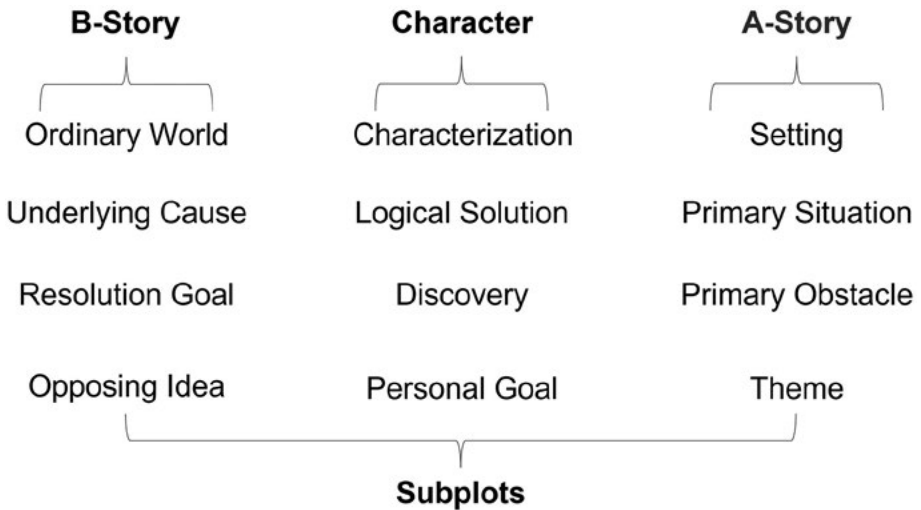 B-Story Character A-Story
Ordinary World Characterization Setting
Underlying Cause Logical Solution Primary Situation
Resolution Goal Discovery Primary Obstacle
Opposing Idea Personal Goal Theme
Subplots